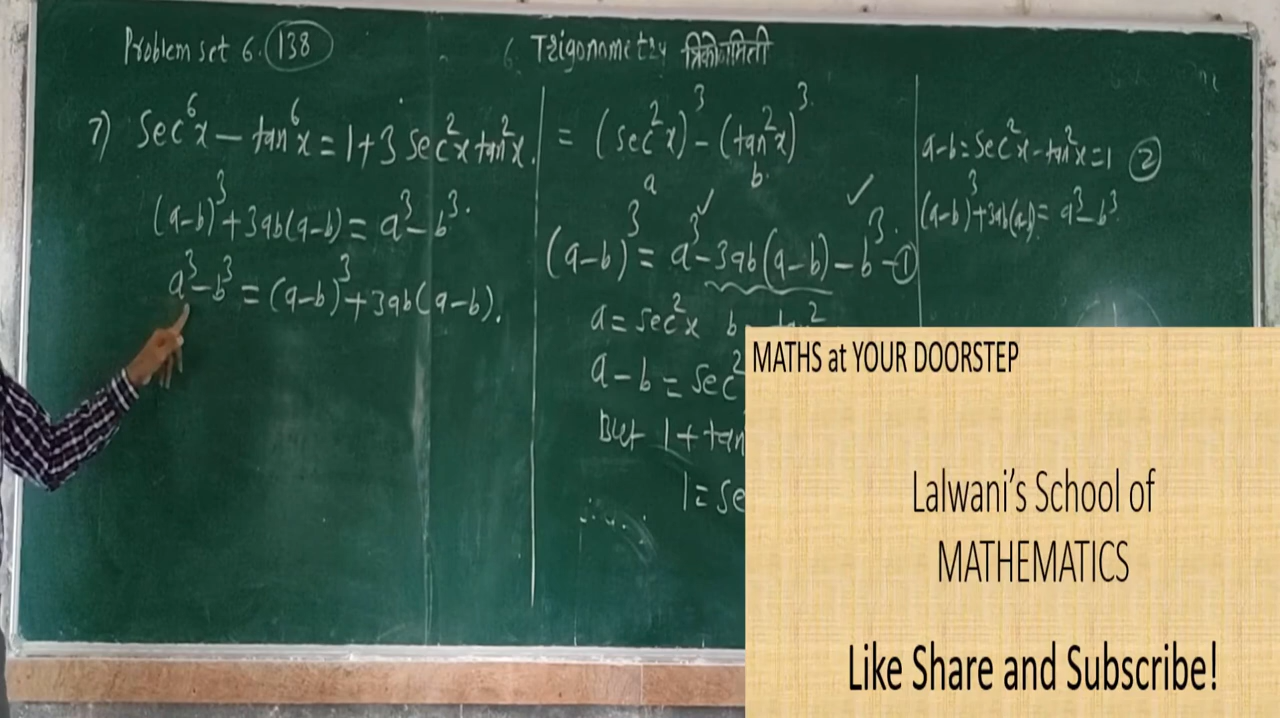 Problem set 6. 138
6. Trigonometry त्रिकोणमिती
7) sec⁶x - tan⁶x = 1+3 sec²x tan²x.
(a-b)³+3ab(a-b) = a³-b³.
a³-b³ = (a-b)³+3ab(a-b).
= (sec²x)³-(tan²x)³.
a b.
(a-b)³ = a³-3ab(a-b)-b³-①
a = sec²x b = tan²
a-b = sec²
But 1+tan
1=se
a-b = sec²x-tan²x=1 ②
(a-b)³+3ab(a-b) = a³-b³
MATHS at YOUR DOORSTEP
Lalwani's School of
MATHEMATICS
Like Share and Subscribe!